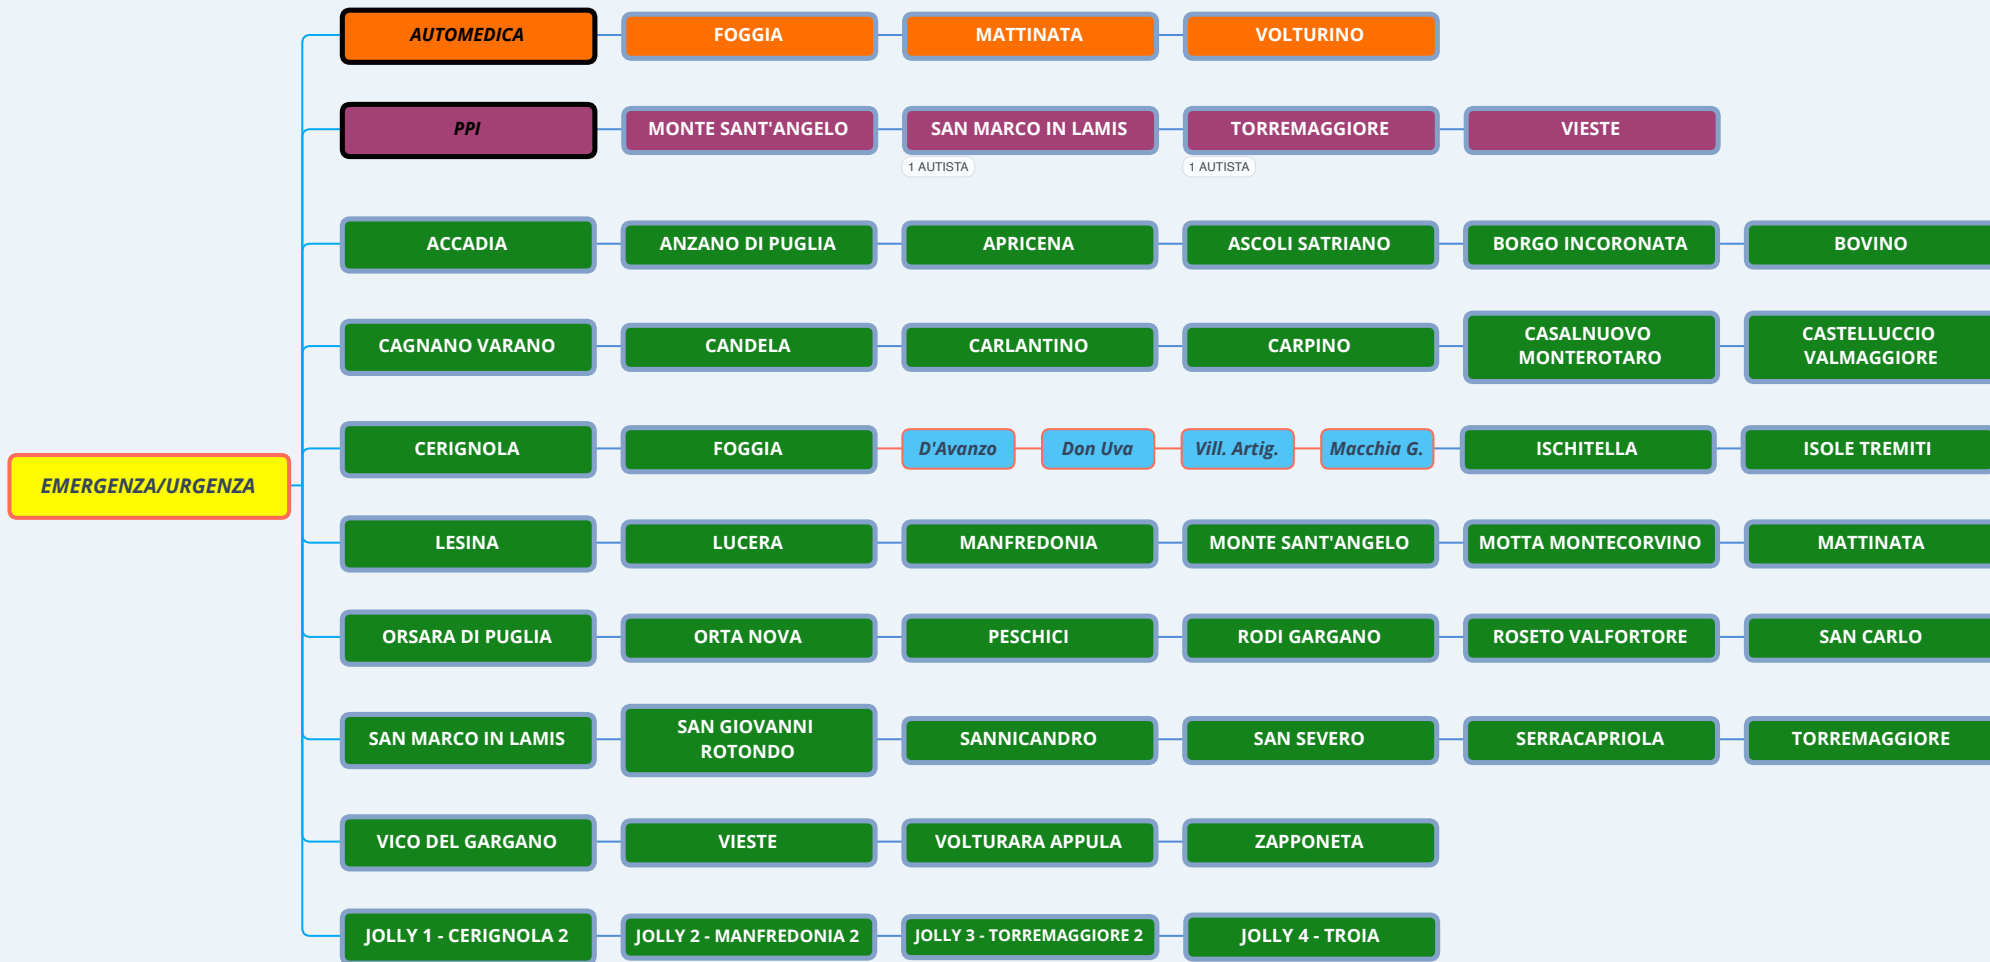 AUTOMEDICA
FOGGIA
MATTINATA
VOLTURINO
PPI
MONTE SANT'ANGELO
SAN MARCO IN LAMIS
TORREMAGGIORE
VIESTE
1 AUTISTA
1 AUTISTA
ACCADIA
ANZANO DI PUGLIA
APRICENA
ASCOLI SATRIANO
BORGO INCORONATA
BOVINO
CAGNANO VARANO
CANDELA
CARLANTINO
CARPINO
CASALNUOVO
MONTEROTARO
CASTELLUCCIO
VALMAGGIORE
CERIGNOLA
FOGGIA
D'Avanzo
Don Uva
Vill. Artig.
Macchia G.
ISCHITELLA
ISOLE TREMITI
EMERGENZA/URGENZA
LESINA
LUCERA
MANFREDONIA
MONTE SANT'ANGELO
MOTTA MONTECORVINO
MATTINATA
ORSARA DI PUGLIA
ORTA NOVA
PESCHICI
RODI GARGANO
ROSETO VALFORTORE
SAN CARLO
SAN MARCO IN LAMIS
SAN GIOVANNI
ROTONDO
SANNICANDRO
SAN SEVERO
SERRACAPRIOLA
TORREMAGGIORE
VICO DEL GARGANO
VIESTE
VOLTURARA APPULA
ZAPPONETA
JOLLY 1 - CERIGNOLA 2
JOLLY 2 - MANFREDONIA 2
JOLLY 3 - TORREMAGGIORE 2
JOLLY 4 - TROIA